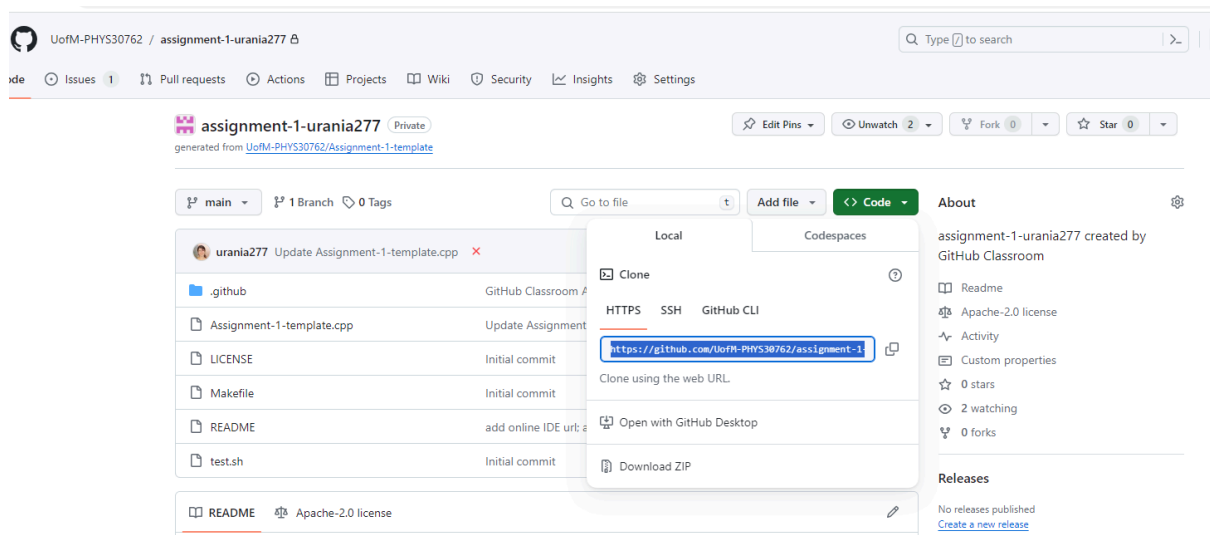 UofM-PHYS30762 / assignment-1-urania277
Type / to search
ode Issues 1 Pull requests Actions Projects Wiki Security Insights Settings
assignment-1-urania277 Private
Edit Pins Unwatch 2 Fork 0 Star 0
generated from UofM-PHYS30762/Assignment-1-template
main 1 Branch 0 Tags Go to file t Add file <> Code
About
urania277 Update Assignment-1-template.cpp
.github GitHub Classroom A
Assignment-1-template.cpp Update Assignment
LICENSE Initial commit
Makefile Initial commit
README add online IDE url; a
test.sh Initial commit
Local Codespaces
Clone
HTTPS SSH GitHub CLI
https://github.com/UofM-PHYS30762/assignment-1-
Clone using the web URL.
Open with GitHub Desktop
Download ZIP
assignment-1-urania277 created by
GitHub Classroom
Readme
Apache-2.0 license
Activity
Custom properties
0 stars
2 watching
0 forks
Releases
No releases published
Create a new release
README Apache-2.0 license